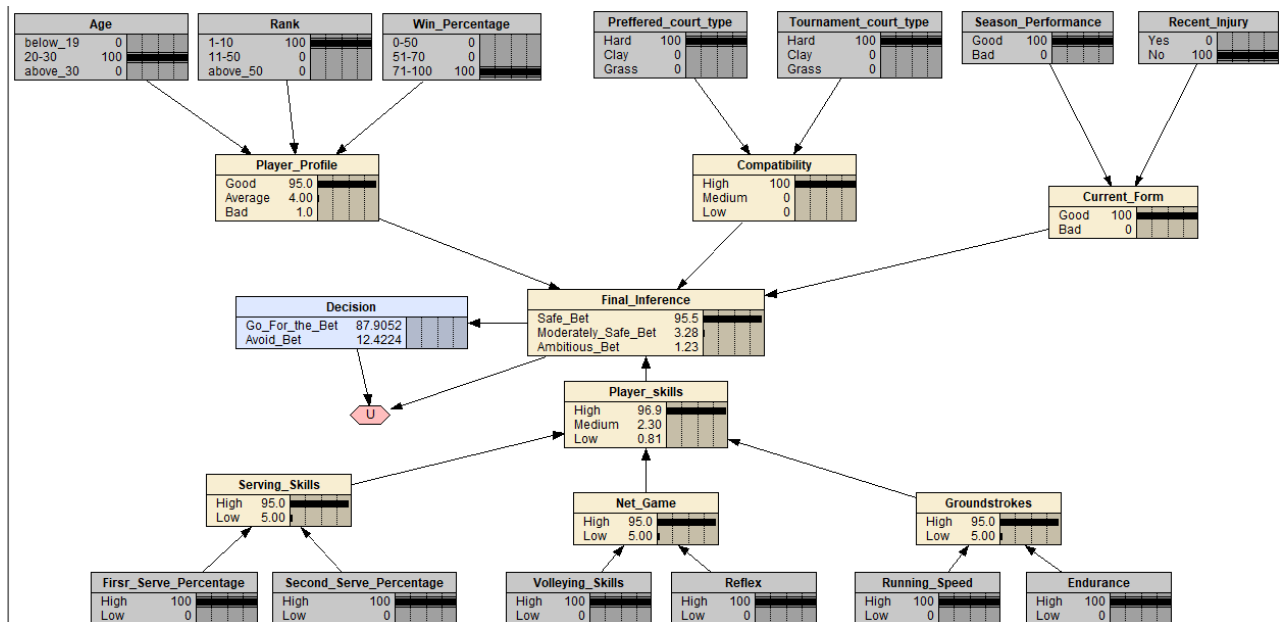 Age
below_19 0
20-30 100
above_30 0
Rank
1-10 100
11-50 0
above_50 0
Win_Percentage
0-50 0
51-70 0
71-100 100
Preffered_court_type
Hard 100
Clay 0
Grass 0
Tournament_court_type
Hard 100
Clay 0
Grass 0
Season_Performance
Good 100
Bad 0
Recent_Injury
Yes 0
No 100
Player_Profile
Good 95.0
Average 4.00
Bad 1.0
Compatibility
High 100
Medium 0
Low 0
Current_Form
Good 100
Bad 0
Decision
Go_For_the_Bet 87.9052
Avoid_Bet 12.4224
Final_Inference
Safe_Bet 95.5
Moderately_Safe_Bet 3.28
Ambitious_Bet 1.23
U
Player_skills
High 96.9
Medium 2.30
Low 0.81
Serving_Skills
High 95.0
Low 5.00
Net_Game
High 95.0
Low 5.00
Groundstrokes
High 95.0
Low 5.00
Firsr_Serve_Percentage
High 100
Low 0
Second_Serve_Percentage
High 100
Low 0
Volleying_Skills
High 100
Low 0
Reflex
High 100
Low 0
Running_Speed
High 100
Low 0
Endurance
High 100
Low 0